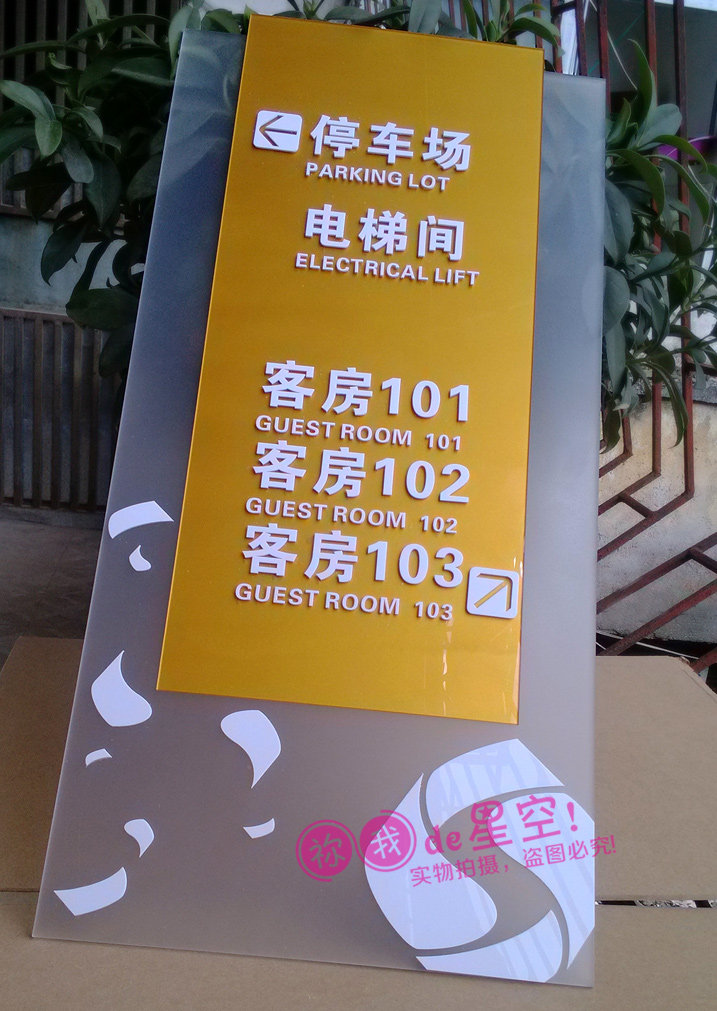 停车场
PARKING LOT
电梯间
ELECTRICAL LIFT
客房101
GUEST ROOM 101
客房102
GUEST ROOM 102
客房103
GUEST ROOM 103
祢我de星空!
实物拍摄，盗图必究!